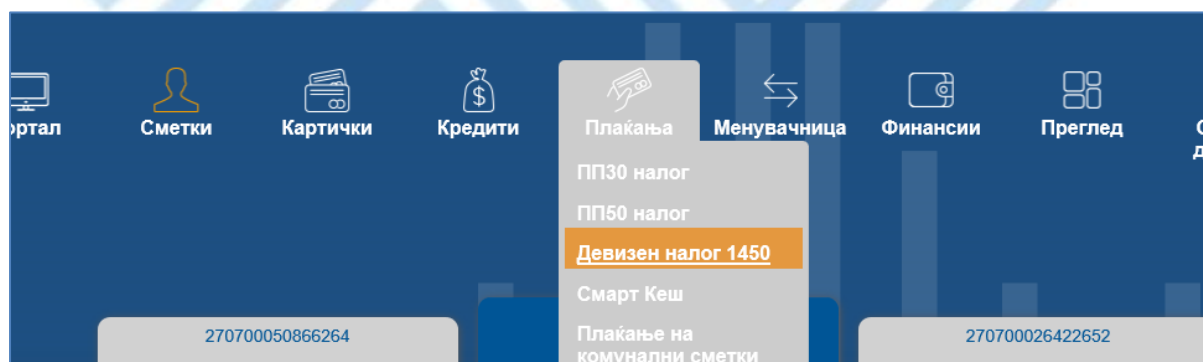 Сметки
Картички
Кредити
Плаќања
Менувачница
Финансии
Преглед
ПП30 налог
ПП50 налог
Девизен налог 1450
Смарт Кеш
Плаќање на
комунални сметки
270700050866264
270700026422652